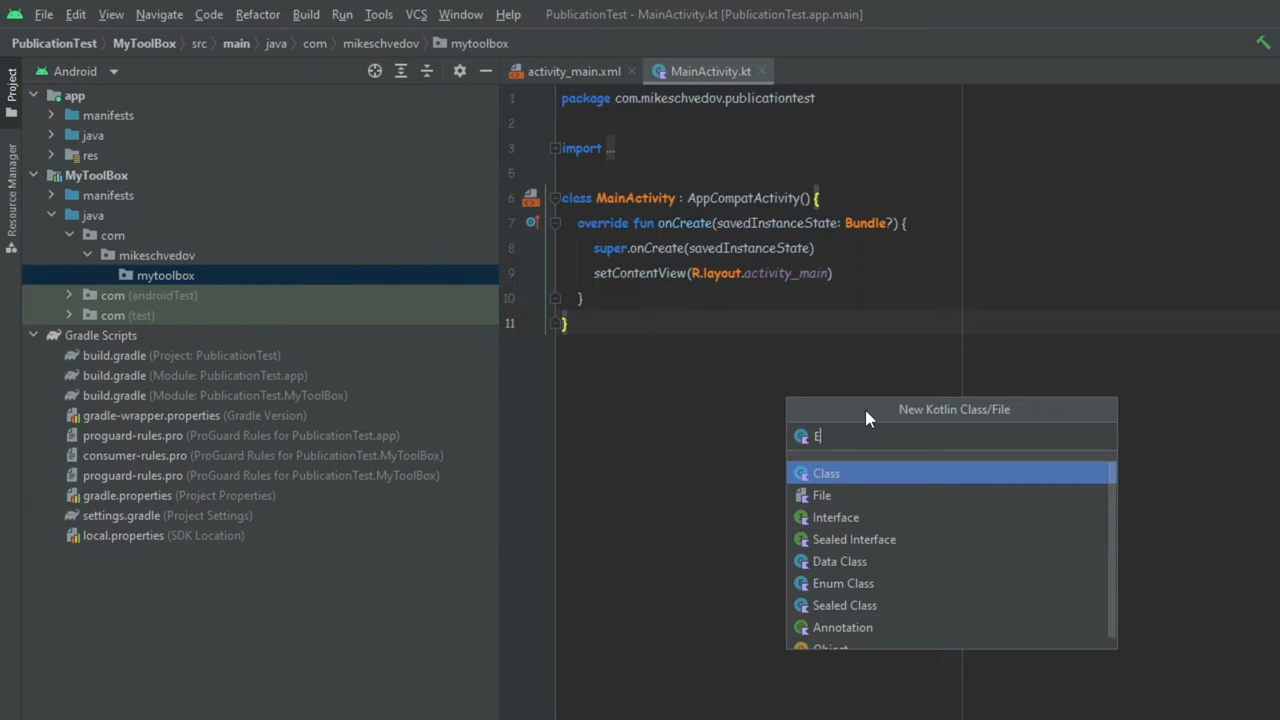 File Edit View Navigate Code Refactor Build Run Tools VCS Window Help PublicationTest - MainActivity.kt [PublicationTest.app.main]
PublicationTest MyToolBox src main java com mikeschvedov mytoolbox
Project
Resource Manager
Android
app
manifests
java
res
MyToolBox
manifests
java
com
mikeschvedov
mytoolbox
com (androidTest)
com (test)
Gradle Scripts
build.gradle (Project: PublicationTest)
build.gradle (Module: PublicationTest.app)
build.gradle (Module: PublicationTest.MyToolBox)
gradle-wrapper.properties (Gradle Version)
proguard-rules.pro (ProGuard Rules for PublicationTest.app)
consumer-rules.pro (ProGuard Rules for PublicationTest.MyToolBox)
proguard-rules.pro (ProGuard Rules for PublicationTest.MyToolBox)
gradle.properties (Project Properties)
settings.gradle (Project Settings)
local.properties (SDK Location)
activity_main.xml MainActivity.kt
1 package com.mikeschvedov.publicationtest
2
3 import ...
5
6 class MainActivity : AppCompatActivity() {
7 override fun onCreate(savedInstanceState: Bundle?) {
8 super.onCreate(savedInstanceState)
9 setContentView(R.layout.activity_main)
10 }
11 }
New Kotlin Class/File
E
Class
File
Interface
Sealed Interface
Data Class
Enum Class
Sealed Class
Annotation
Object